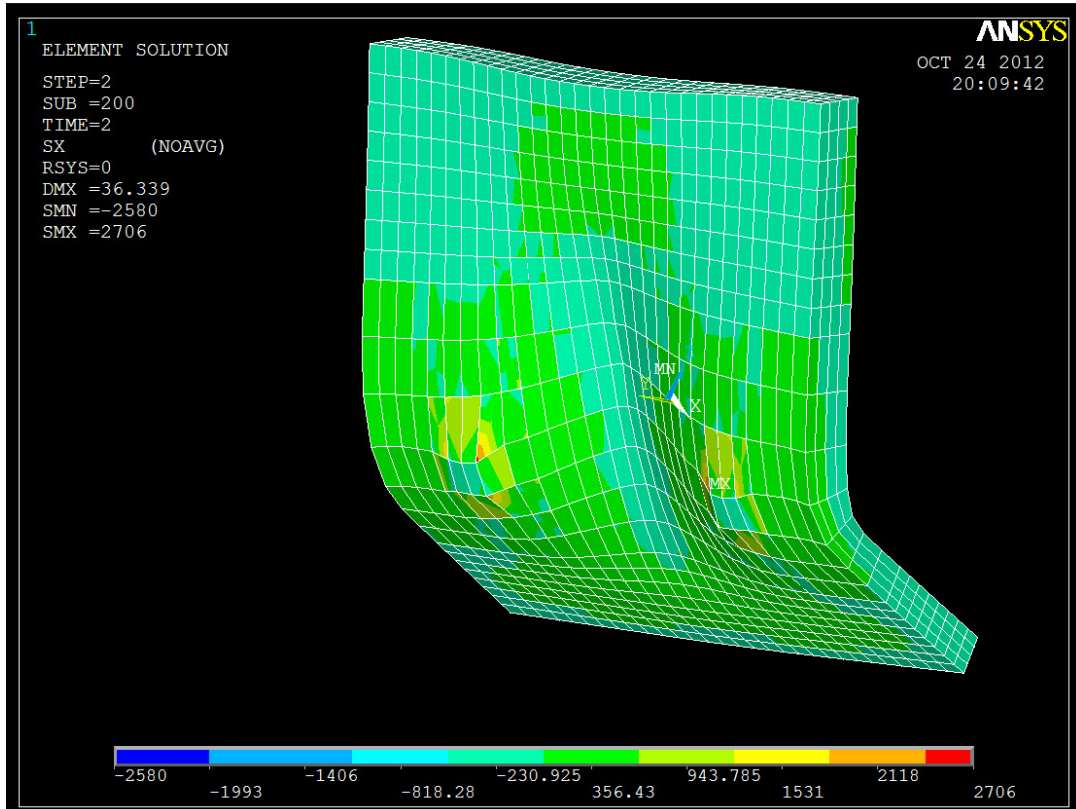 1
ANSYS
ELEMENT SOLUTION
OCT 24 2012
20:09:42
STEP=2
SUB =200
TIME=2
SX (NOAVG)
RSYS=0
DMX =36.339
SMN =-2580
SMX =2706
MN
Z
Y
X
MX
-2580 -1406 -230.925 943.785 2118
-1993 -818.28 356.43 1531 2706